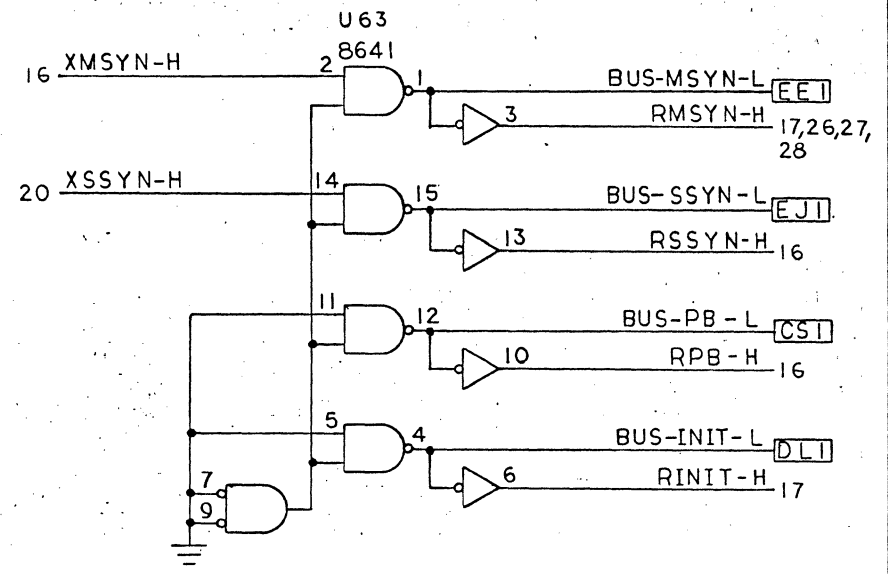 U63
8641
16 XMSYN-H 2 1 BUS-MSYN-L EE1
3 RMSYN-H 17,26,27,
28
20 XSSYN-H 14 15 BUS-SSYN-L EJ1
13 RSSYN-H 16
11 12 BUS-PB-L CS1
10 RPB-H 16
5 4 BUS-INIT-L DL1
6 RINIT-H 17
7
9